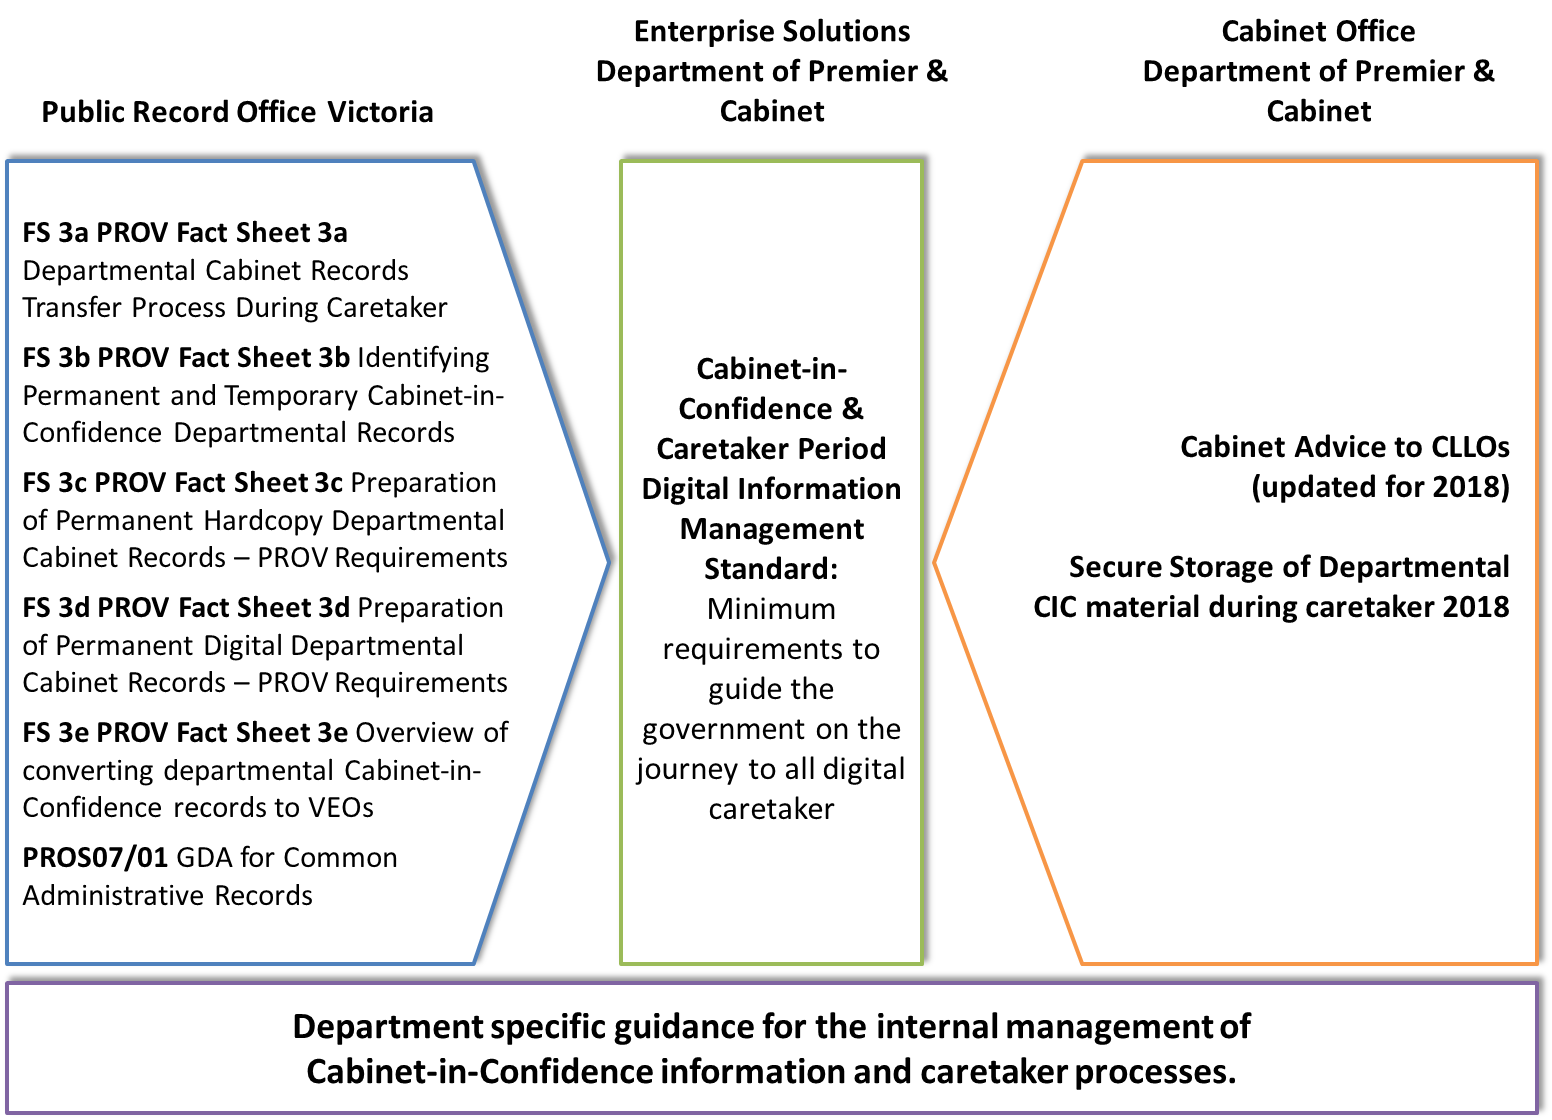 Public Record Office Victoria
Enterprise Solutions
Department of Premier &
Cabinet
Cabinet Office
Department of Premier &
Cabinet
FS 3a PROV Fact Sheet 3a
Departmental Cabinet Records
Transfer Process During Caretaker
FS 3b PROV Fact Sheet 3b Identifying
Permanent and Temporary Cabinet-in-
Confidence Departmental Records
FS 3c PROV Fact Sheet 3c Preparation
of Permanent Hardcopy Departmental
Cabinet Records – PROV Requirements
FS 3d PROV Fact Sheet 3d Preparation
of Permanent Digital Departmental
Cabinet Records – PROV Requirements
FS 3e PROV Fact Sheet 3e Overview of
converting departmental Cabinet-in-
Confidence records to VEOs
PROS07/01 GDA for Common
Administrative Records
Cabinet-in-
Confidence &
Caretaker Period
Digital Information
Management
Standard:
Minimum
requirements to
guide the
government on the
journey to all digital
caretaker
Cabinet Advice to CLLOs
(updated for 2018)
Secure Storage of Departmental
CIC material during caretaker 2018
Department specific guidance for the internal management of
Cabinet-in-Confidence information and caretaker processes.